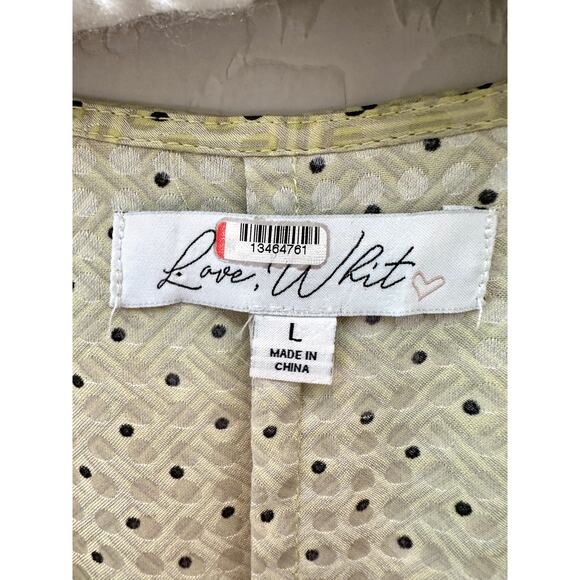 13464761
Love, Whit
L
MADE IN
CHINA